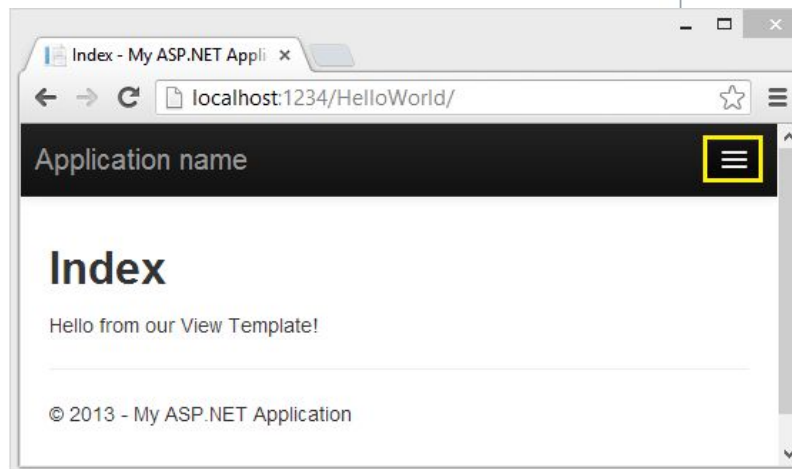 Index - My ASP.NET Appli
localhost:1234/HelloWorld/
Application name
Index
Hello from our View Template!
© 2013 - My ASP.NET Application